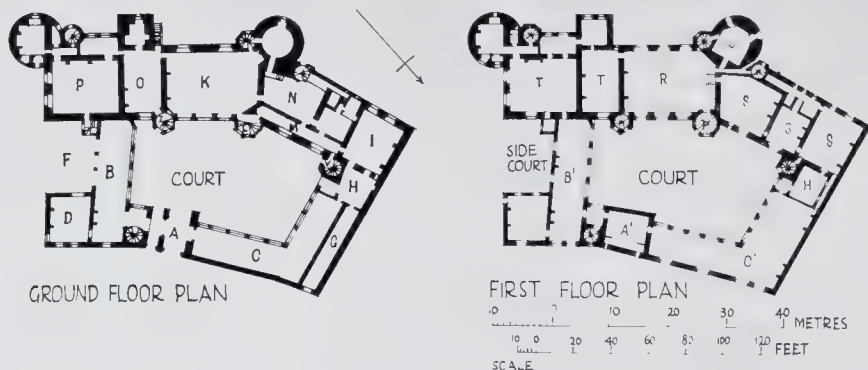 P
O
K
N
I
F
B
COURT
H
D
A
C
G
GROUND FLOOR PLAN
T
T
R
S
S
S
SIDE
COURT
B'
COURT
H
A'
C'
FIRST FLOOR PLAN
10 20 30 40 METRES
10 0 20 40 60 80 100 120 FEET
SCALE